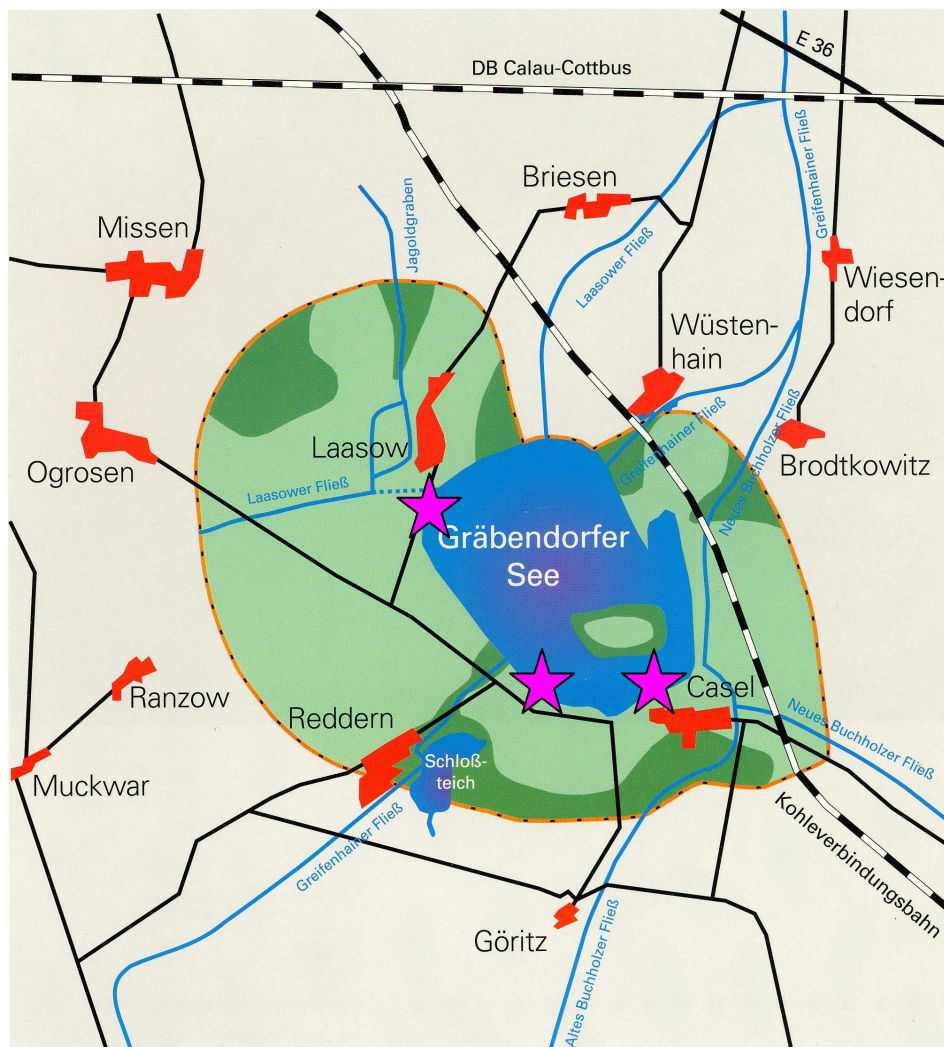 E 36
DB Calau-Cottbus
Greifenhainer Fließ
Briesen
Jagoldgraben
Missen
Laasower Fließ
Wiesen-
dorf
Wüsten-
hain
Laasow
Greifenhainer Fließ
Neues Buchholzer Fließ
Brodtkowitz
Ogrosen
Laasower Fließ
Gräbendorfer
See
Ranzow
Casel
Reddern
Neues Buchholzer Fließ
Schloß-
teich
Muckwar
Kohleverbindungsbahn
Greifenhainer Fließ
Göritz
Altes Buchholzer Fließ